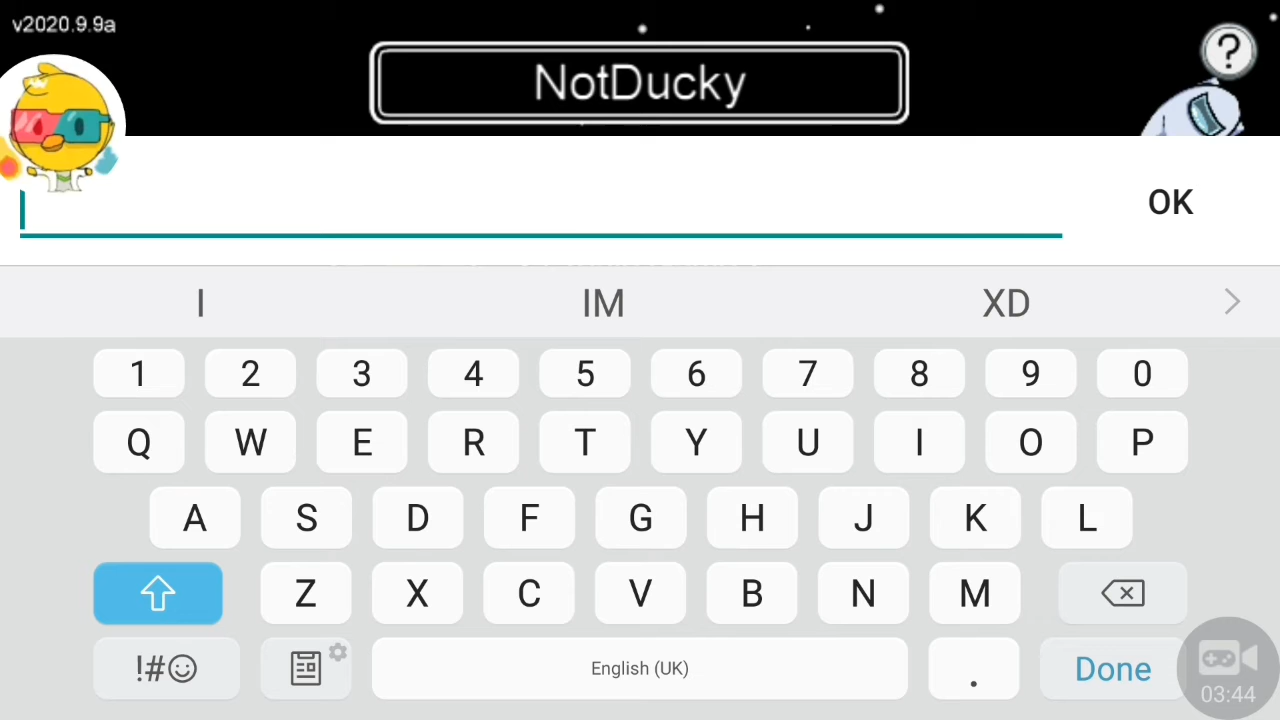 v2020.9.9a
NotDucky
?
OK
I IM XD
1 2 3 4 5 6 7 8 9 0
Q W E R T Y U I O P
A S D F G H J K L
Z X C V B N M
!#☺ English (UK) . Done
03:44